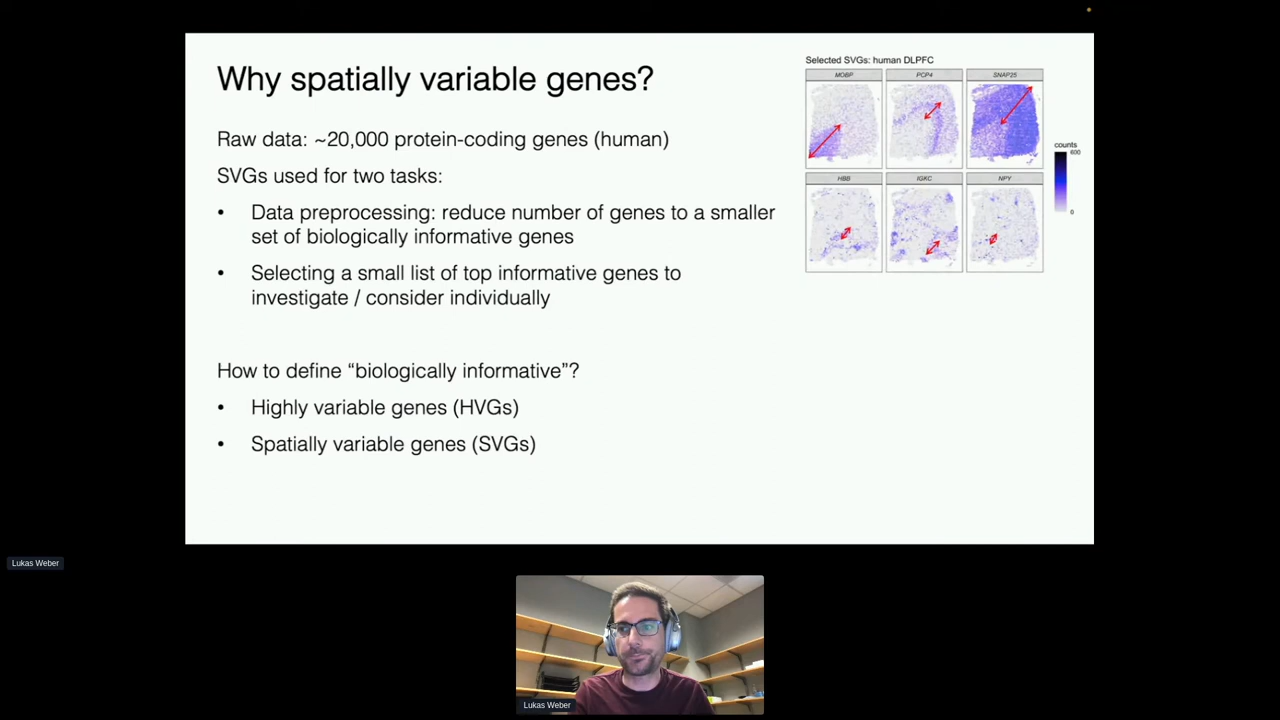 Why spatially variable genes?
Raw data: ~20,000 protein-coding genes (human)
SVGs used for two tasks:
• Data preprocessing: reduce number of genes to a smaller
set of biologically informative genes
• Selecting a small list of top informative genes to
investigate / consider individually
How to define “biologically informative”?
• Highly variable genes (HVGs)
• Spatially variable genes (SVGs)
Selected SVGs: human DLPFC
MOBP PCP4 SNAP25
HBB IGKC NPY
counts
600
0
Lukas Weber
Lukas Weber